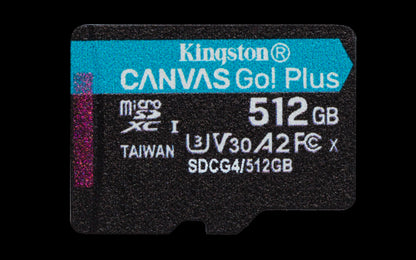 Kingston®
CANVAS Go! Plus
micro SD XC I 512 GB
TAIWAN U3 V30 A2 FC X
SDCG4/512GB